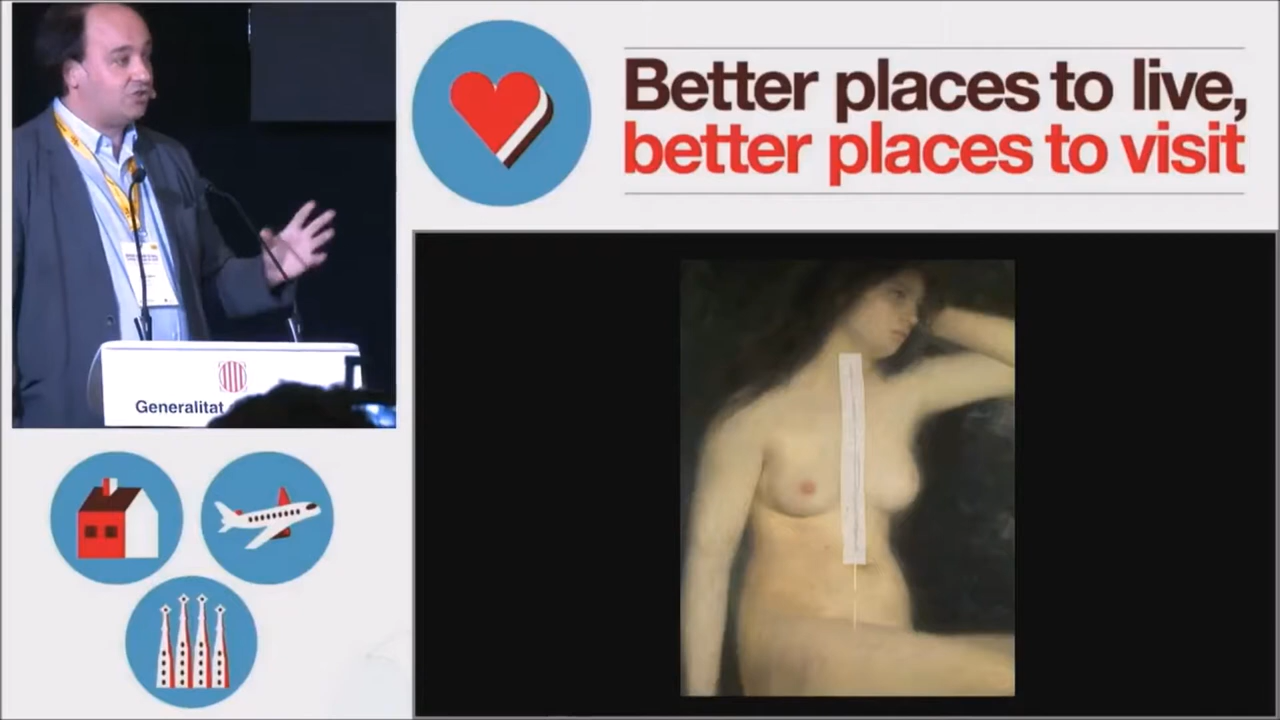 Better places to live,
better places to visit
Generalitat